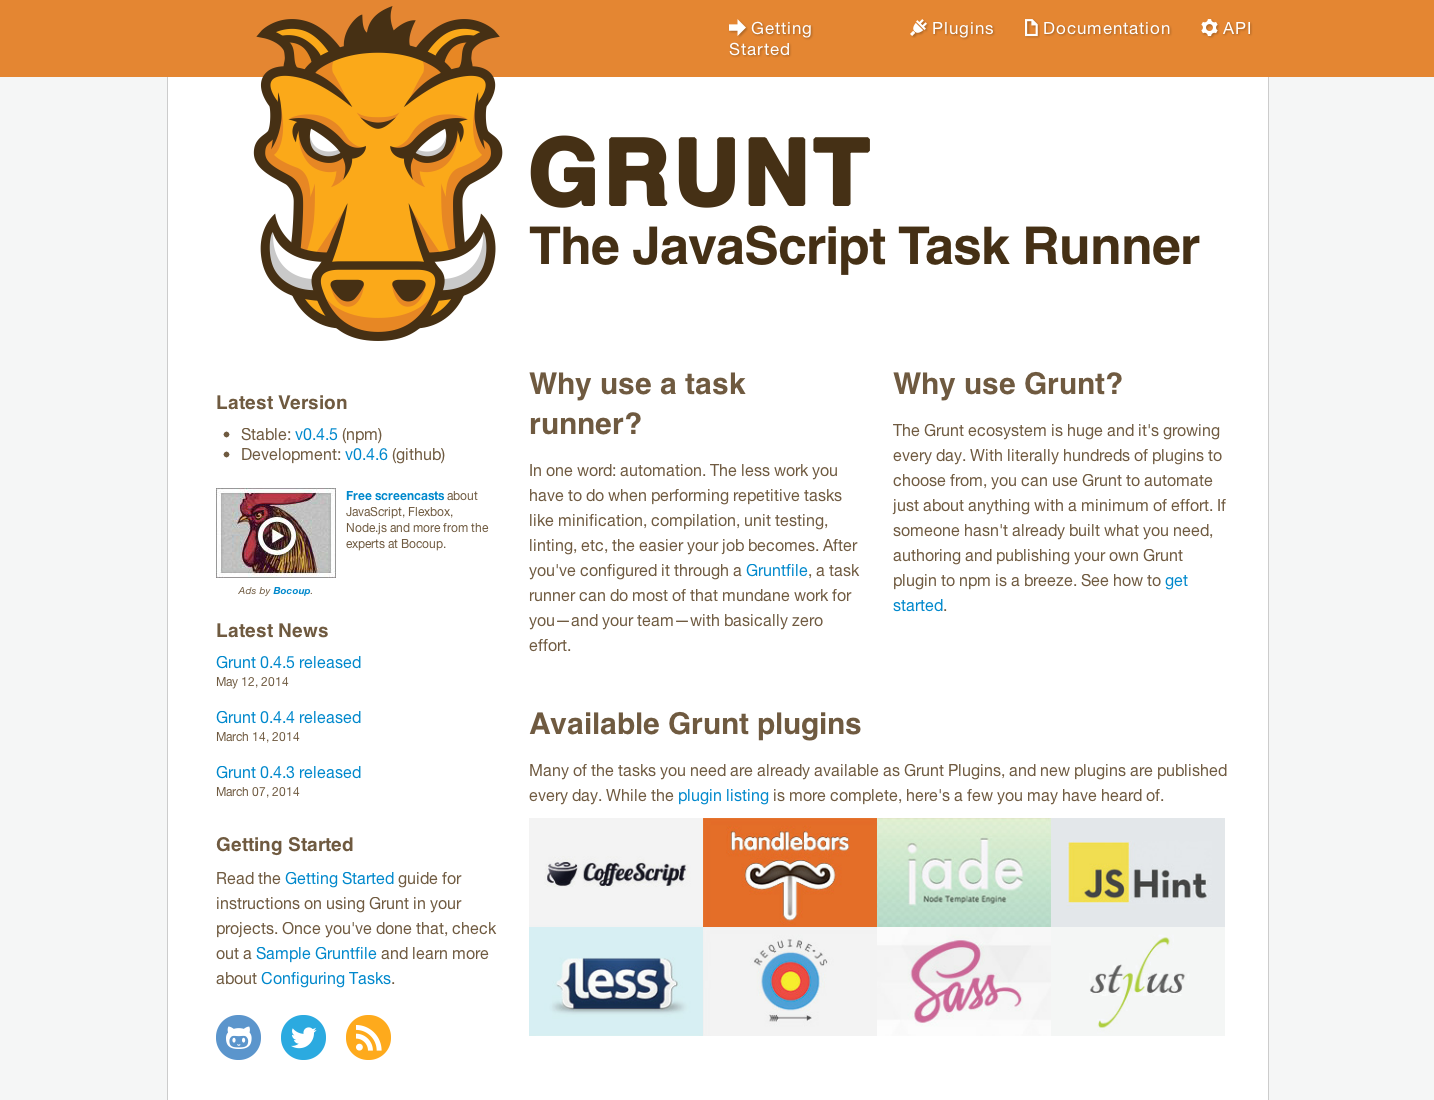 Getting
Started
Plugins
Documentation
API
GRUNT
The JavaScript Task Runner
Latest Version
Stable: v0.4.5 (npm)
Development: v0.4.6 (github)
Free screencasts about
JavaScript, Flexbox,
Node.js and more from the
experts at Bocoup.
Ads by Bocoup.
Latest News
Grunt 0.4.5 released
May 12, 2014
Grunt 0.4.4 released
March 14, 2014
Grunt 0.4.3 released
March 07, 2014
Getting Started
Read the Getting Started guide for
instructions on using Grunt in your
projects. Once you've done that, check
out a Sample Gruntfile and learn more
about Configuring Tasks.
Why use a task
runner?
In one word: automation. The less work you
have to do when performing repetitive tasks
like minification, compilation, unit testing,
linting, etc, the easier your job becomes. After
you've configured it through a Gruntfile, a task
runner can do most of that mundane work for
you—and your team—with basically zero
effort.
Why use Grunt?
The Grunt ecosystem is huge and it's growing
every day. With literally hundreds of plugins to
choose from, you can use Grunt to automate
just about anything with a minimum of effort. If
someone hasn't already built what you need,
authoring and publishing your own Grunt
plugin to npm is a breeze. See how to get
started.
Available Grunt plugins
Many of the tasks you need are already available as Grunt Plugins, and new plugins are published
every day. While the plugin listing is more complete, here's a few you may have heard of.
CoffeeScript
handlebars
jade
Node Template Engine
JSHint
{less}
REQUIRE-JS
Sass
stylus